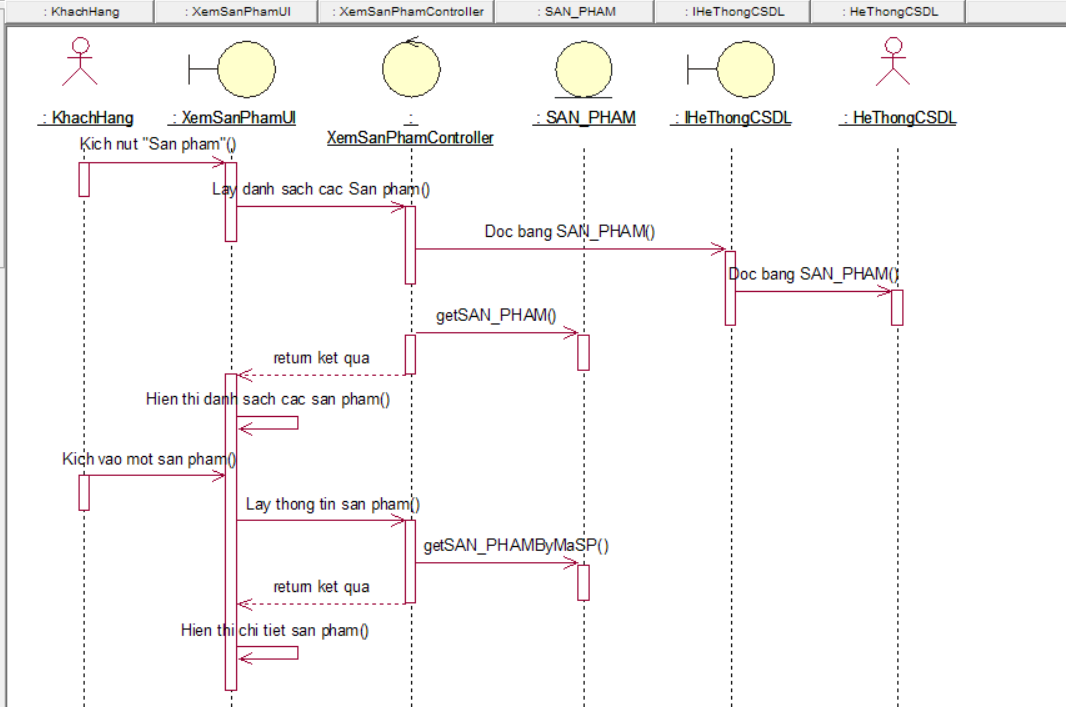 : KhachHang
: XemSanPhamUI
: XemSanPhamController
: SAN_PHAM
: IHeThongCSDL
: HeThongCSDL
: KhachHang
: XemSanPhamUI
:
XemSanPhamController
: SAN_PHAM
: IHeThongCSDL
: HeThongCSDL
Kich nut "San pham"()
Lay danh sach cac San pham()
Doc bang SAN_PHAM()
Doc bang SAN_PHAM()
getSAN_PHAM()
return ket qua
Hien thi danh sach cac san pham()
Kich vao mot san pham()
Lay thong tin san pham()
getSAN_PHAMByMaSP()
return ket qua
Hien thi chi tiet san pham()